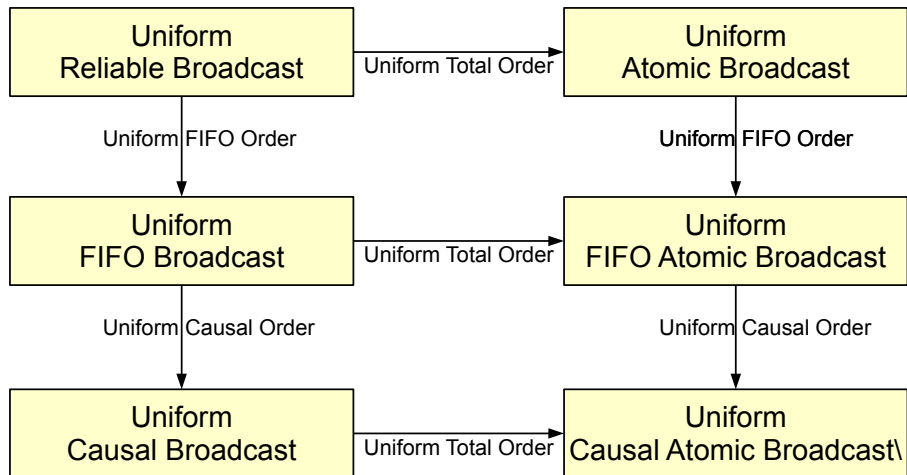 Uniform
Reliable Broadcast
Uniform Total Order
Uniform
Atomic Broadcast
Uniform FIFO Order
Uniform FIFO Order
Uniform
FIFO Broadcast
Uniform Total Order
Uniform
FIFO Atomic Broadcast
Uniform Causal Order
Uniform Causal Order
Uniform
Causal Broadcast
Uniform Total Order
Uniform
Causal Atomic Broadcast\